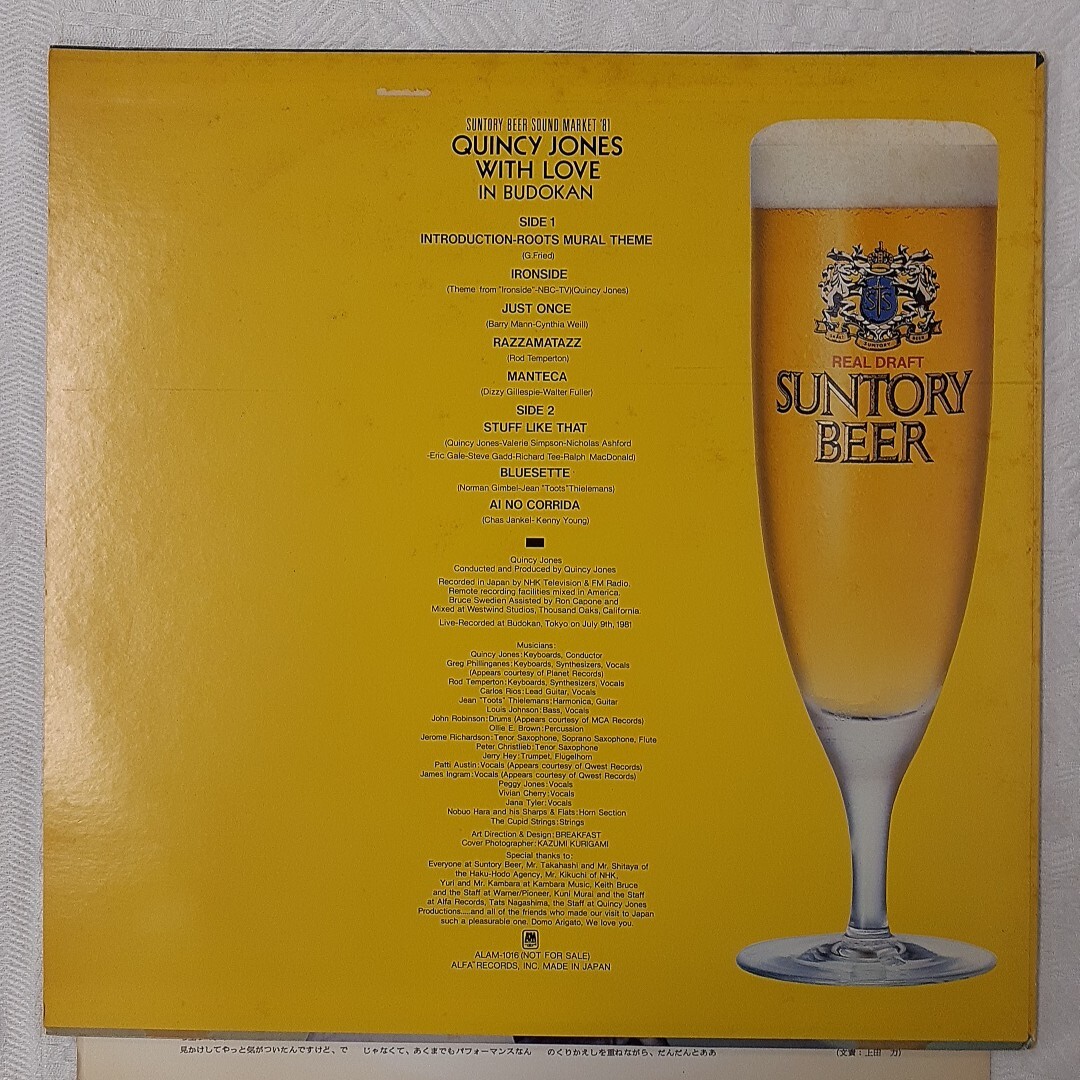 SUNTORY BEER SOUND MARKET '81
QUINCY JONES
WITH LOVE
IN BUDOKAN
SIDE 1
INTRODUCTION-ROOTS MURAL THEME
(G.Fried)
IRONSIDE
(Theme from "Ironside"-NBC-TV)(Quincy Jones)
JUST ONCE
(Barry Mann-Cynthia Weill)
RAZZAMATAZZ
(Rod Temperton)
MANTECA
(Dizzy Gillespie-Walter Fuller)
SIDE 2
STUFF LIKE THAT
(Quincy Jones-Valerie Simpson-Nicholas Ashford
-Eric Gale-Steve Gadd-Richard Tee-Ralph MacDonald)
BLUESETTE
(Norman Gimbel-Jean "Toots"Thielemans)
AI NO CORRIDA
(Chas Jankel-Kenny Young)
Quincy Jones
Conducted and Produced by Quincy Jones
Recorded in Japan by NHK Television & FM Radio.
Remote recording facilities mixed in America.
Bruce Swedien Assisted by Ron Capone and
Mixed at Westwind Studios, Thousand Oaks, California.
Live-Recorded at Budokan, Tokyo on July 9th, 1981
Musicians:
Quincy Jones:Keyboards, Conductor
Greg Phillinganes:Keyboards, Synthesizers, Vocals
(Appears courtesy of Planet Records)
Rod Temperton:Keyboards, Synthesizers, Vocals
Carlos Rios:Lead Guitar, Vocals
Jean "Toots" Thielemans:Harmonica, Guitar
Louis Johnson:Bass, Vocals
John Robinson:Drums (Appears courtesy of MCA Records)
Ollie E. Brown:Percussion
Jerome Richardson:Tenor Saxophone, Soprano Saxophone, Flute
Peter Christlieb:Tenor Saxophone
Jerry Hey:Trumpet, Flugelhorn
Patti Austin:Vocals (Appears courtesy of Qwest Records)
James Ingram:Vocals (Appears courtesy of Qwest Records)
Peggy Jones:Vocals
Vivian Cherry:Vocals
Jana Tyler:Vocals
Nobuo Hara and his Sharps & Flats:Horn Section
The Cupid Strings:Strings
Art Direction & Design:BREAKFAST
Cover Photographer:KAZUMI KURIGAMI
Special thanks to:
Everyone at Suntory Beer, Mr. Takahashi and Mr. Shitaya of
the Haku-Hodo Agency, Mr. Kikuchi of NHK,
Yuri and Mr. Kambara at Kambara Music, Keith Bruce
and the Staff at Warner/Pioneer, Kuni Murai and the Staff
at Alfa Records, Tats Nagashima, the Staff at Quincy Jones
Productions.....and all of the friends who made our visit to Japan
such a pleasurable one. Domo Arigato, We love you.
ALAM-1016 (NOT FOR SALE)
ALFA RECORDS, INC. MADE IN JAPAN
REAL DRAFT
SUNTORY
BEER
見かけしてやっと気がついたんですけど、で
じゃなくて、あくまでもパフォーマンスなん
のくりかえしを重ねながら、だんだんとああ
(文責:上田 力)